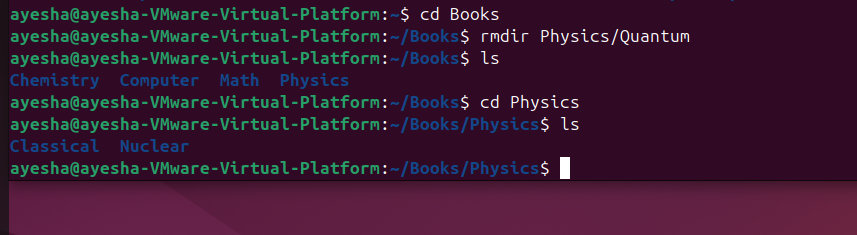 ayesha@ayesha-VMware-Virtual-Platform:~$ cd Books
ayesha@ayesha-VMware-Virtual-Platform:~/Books$ rmdir Physics/Quantum
ayesha@ayesha-VMware-Virtual-Platform:~/Books$ ls
Chemistry  Computer  Math  Physics
ayesha@ayesha-VMware-Virtual-Platform:~/Books$ cd Physics
ayesha@ayesha-VMware-Virtual-Platform:~/Books/Physics$ ls
Classical  Nuclear
ayesha@ayesha-VMware-Virtual-Platform:~/Books/Physics$